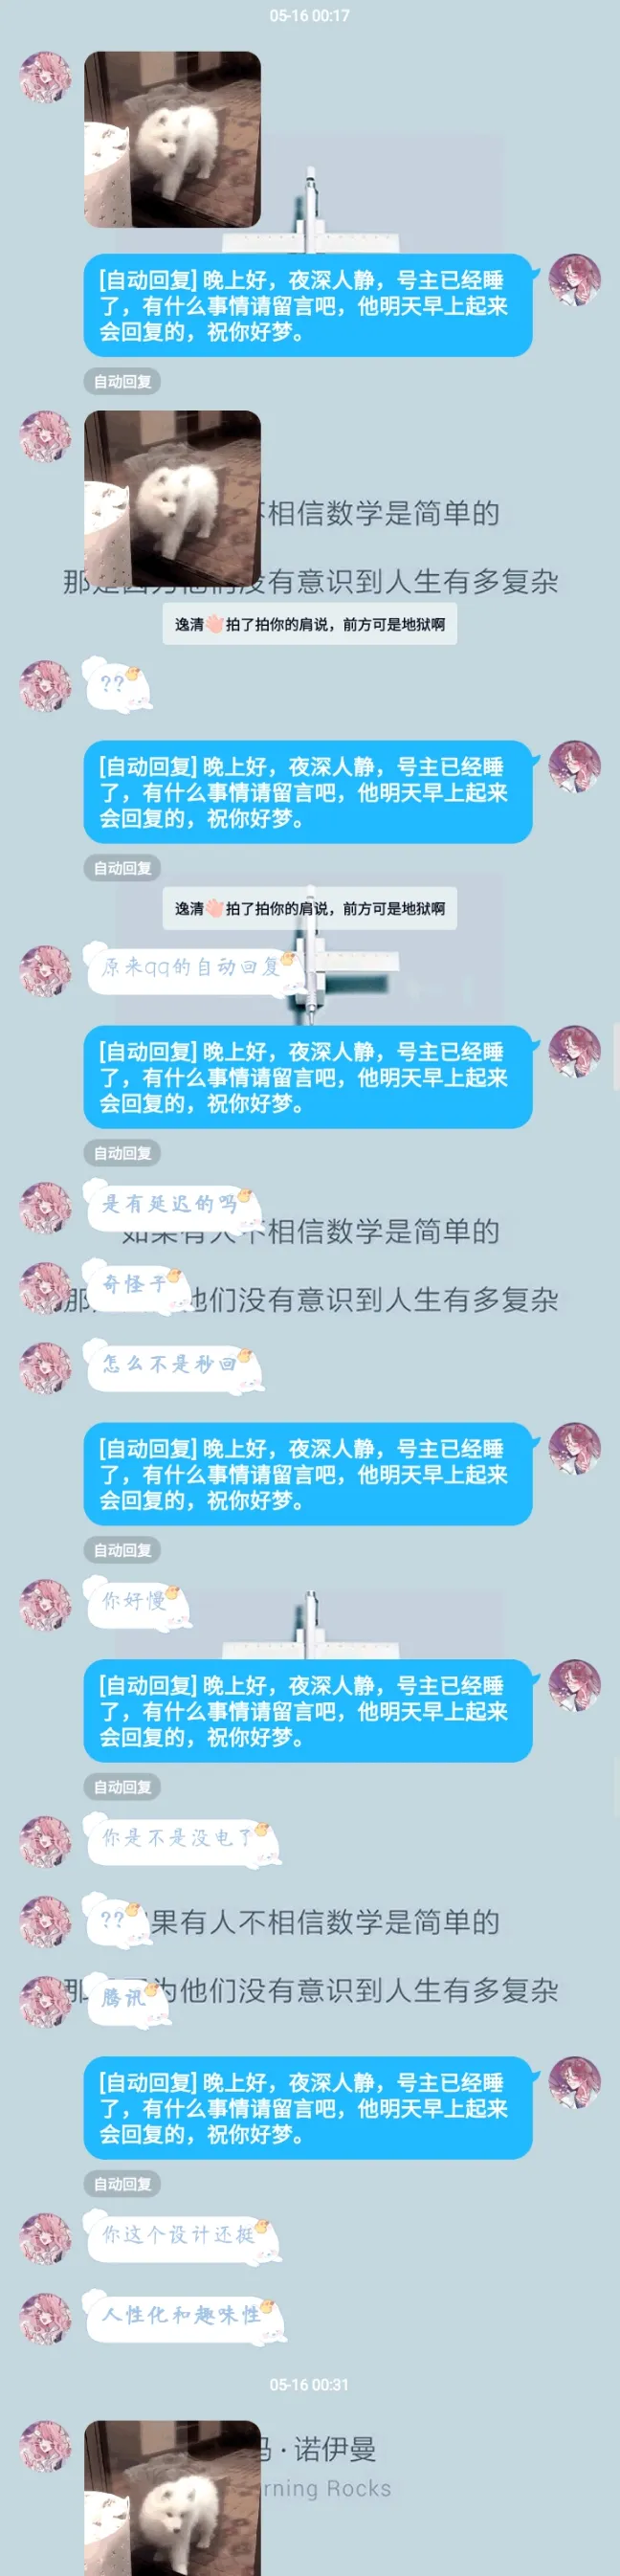 05-16 00:17
[自动回复] 晚上好，夜深人静，号主已经睡
了，有什么事情请留言吧，他明天早上起来
会回复的，祝你好梦。
自动回复
不相信数学是简单的
那是因为他们没有意识到人生有多复杂
逸清👋拍了拍你的肩说，前方可是地狱啊
??
[自动回复] 晚上好，夜深人静，号主已经睡
了，有什么事情请留言吧，他明天早上起来
会回复的，祝你好梦。
自动回复
逸清👋拍了拍你的肩说，前方可是地狱啊
原来qq的自动回复
[自动回复] 晚上好，夜深人静，号主已经睡
了，有什么事情请留言吧，他明天早上起来
会回复的，祝你好梦。
自动回复
是有延迟的吗
如果有人不相信数学是简单的
奇怪子
那 他们没有意识到人生有多复杂
怎么不是秒回
[自动回复] 晚上好，夜深人静，号主已经睡
了，有什么事情请留言吧，他明天早上起来
会回复的，祝你好梦。
自动回复
你好慢
[自动回复] 晚上好，夜深人静，号主已经睡
了，有什么事情请留言吧，他明天早上起来
会回复的，祝你好梦。
自动回复
你是不是没电了
??
果有人不相信数学是简单的
腾讯
那 为他们没有意识到人生有多复杂
[自动回复] 晚上好，夜深人静，号主已经睡
了，有什么事情请留言吧，他明天早上起来
会回复的，祝你好梦。
自动回复
你这个设计还挺
人性化和趣味性
05-16 00:31
·诺伊曼
rning Rocks